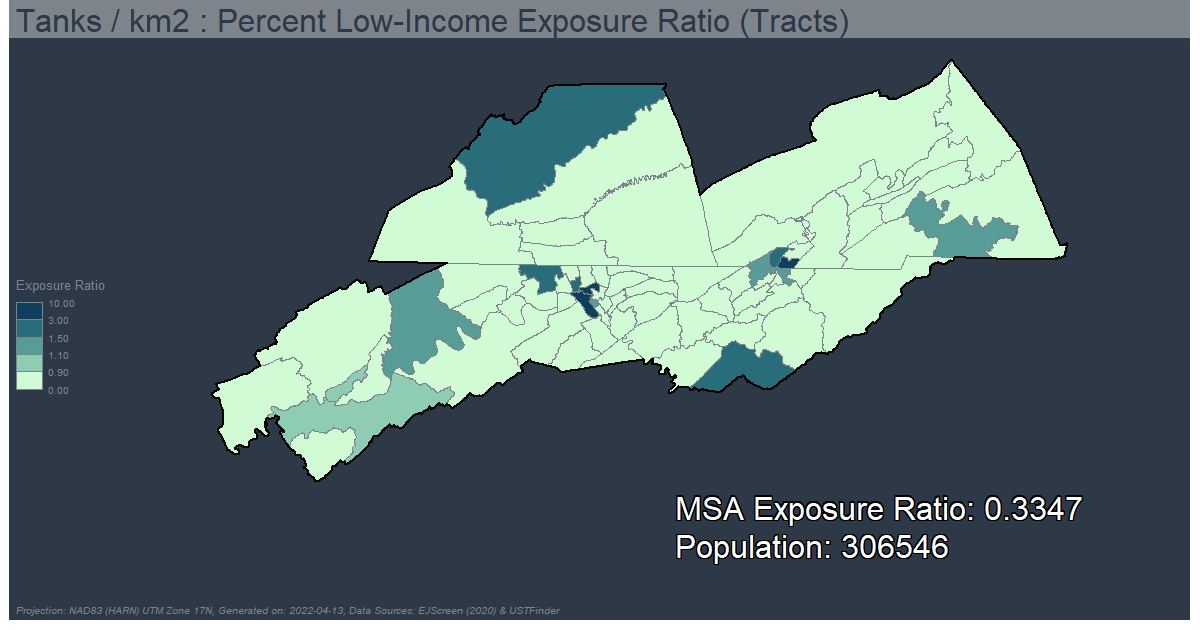 Tanks / km2 : Percent Low-Income Exposure Ratio (Tracts)
Exposure Ratio
10.00
3.00
1.50
1.10
0.90
0.00
MSA Exposure Ratio: 0.3347
Population: 306546
Projection: NAD83 (HARN) UTM Zone 17N, Generated on: 2022-04-13, Data Sources: EJScreen (2020) & USTFinder